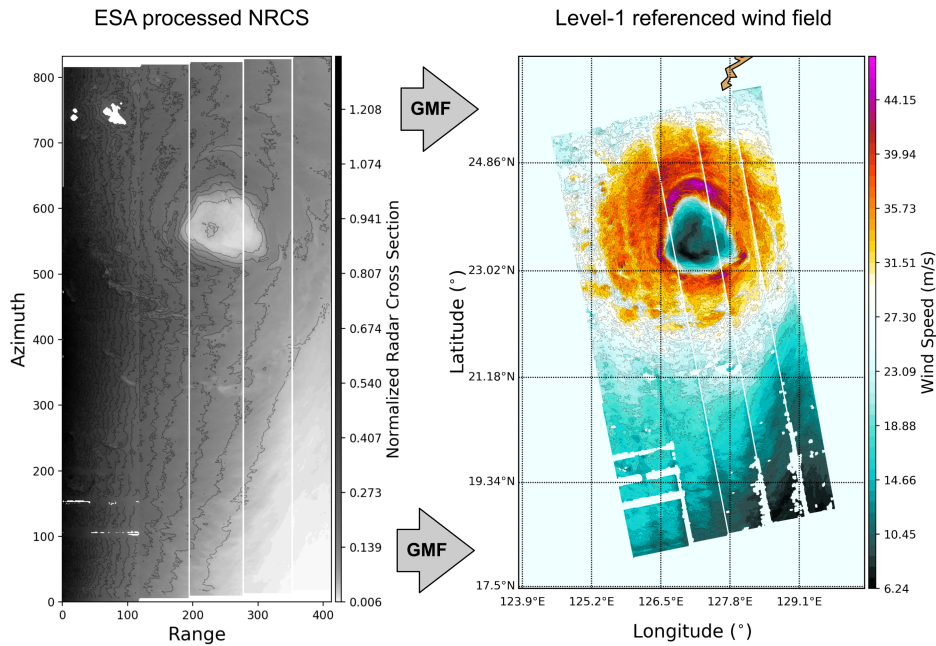 ESA processed NRCS
Level-1 referenced wind field
800
700
600
500
400
300
200
100
0
Azimuth
0
100
200
300
400
Range
1.208
1.074
0.941
0.807
0.674
0.540
0.407
0.273
0.139
0.006
Normalized Radar Cross Section
GMF
GMF
24.86°N
23.02°N
21.18°N
19.34°N
17.5°N
Latitude (°)
123.9°E
125.2°E
126.5°E
127.8°E
129.1°E
Longitude (°)
44.15
39.94
35.73
31.51
27.30
23.09
18.88
14.66
10.45
6.24
Wind Speed (m/s)